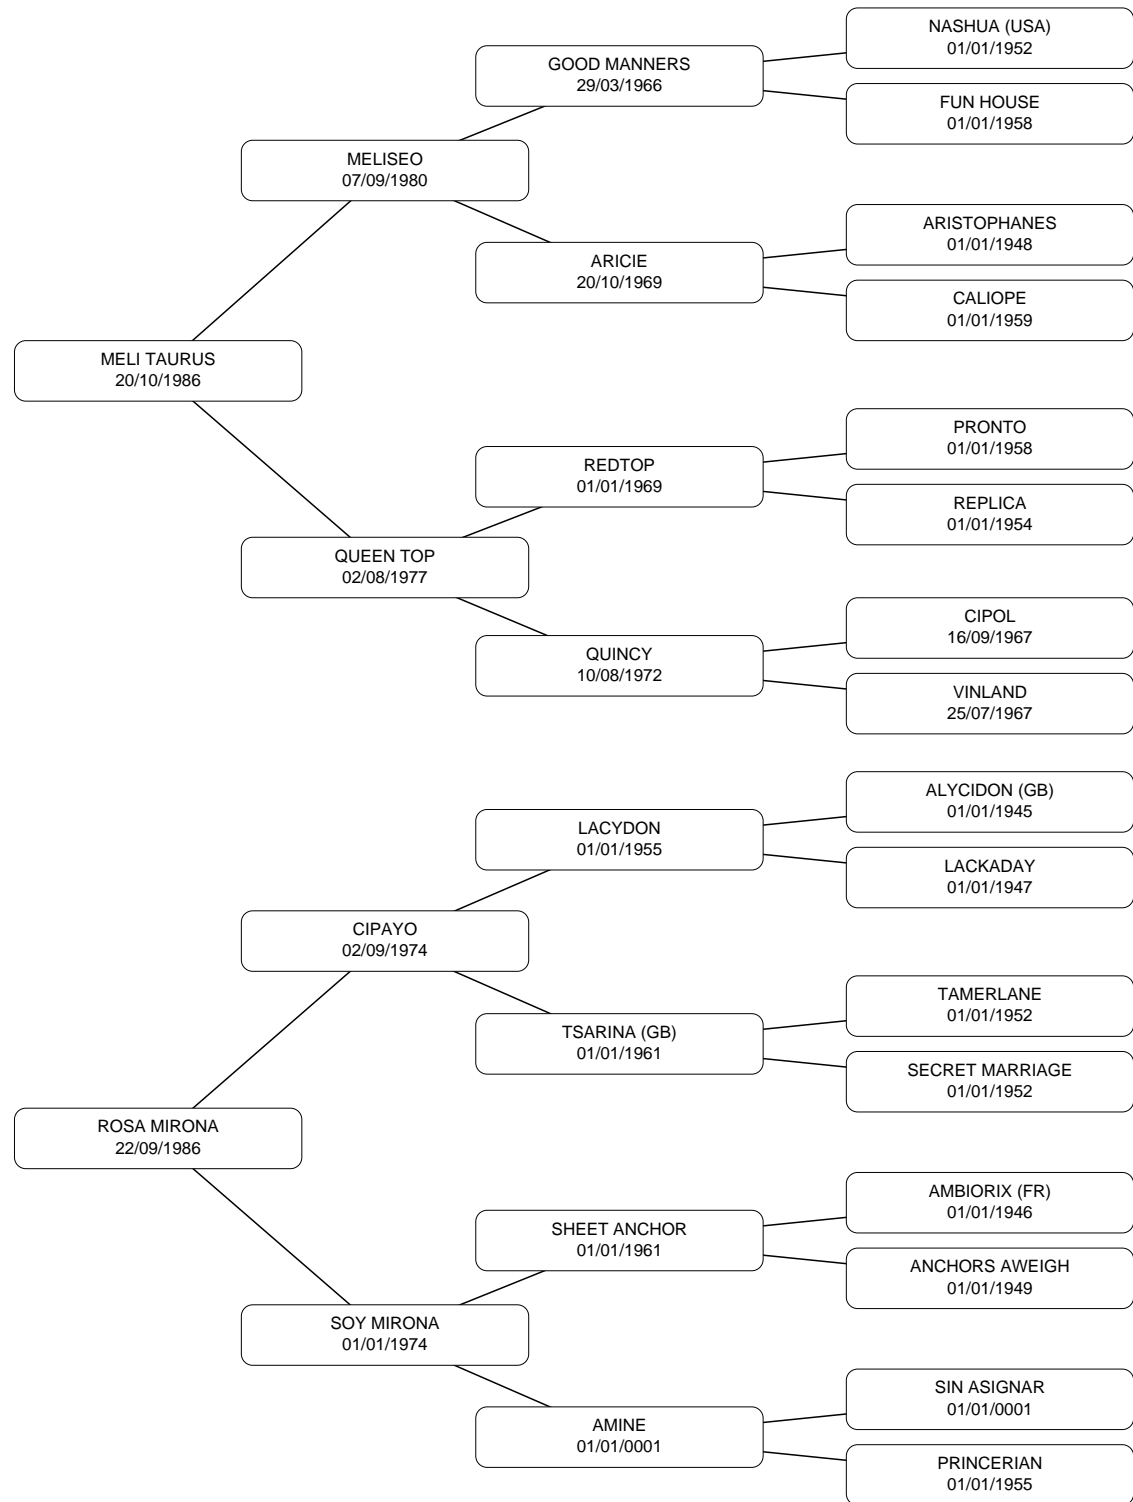 NASHUA (USA)
01/01/1952
GOOD MANNERS
29/03/1966
FUN HOUSE
01/01/1958
MELISEO
07/09/1980
ARISTOPHANES
01/01/1948
ARICIE
20/10/1969
CALIOPE
01/01/1959
MELI TAURUS
20/10/1986
PRONTO
01/01/1958
REDTOP
01/01/1969
REPLICA
01/01/1954
QUEEN TOP
02/08/1977
CIPOL
16/09/1967
QUINCY
10/08/1972
VINLAND
25/07/1967
ALYCIDON (GB)
01/01/1945
LACYDON
01/01/1955
LACKADAY
01/01/1947
CIPAYO
02/09/1974
TAMERLANE
01/01/1952
TSARINA (GB)
01/01/1961
SECRET MARRIAGE
01/01/1952
ROSA MIRONA
22/09/1986
AMBIORIX (FR)
01/01/1946
SHEET ANCHOR
01/01/1961
ANCHORS AWEIGH
01/01/1949
SOY MIRONA
01/01/1974
SIN ASIGNAR
01/01/0001
AMINE
01/01/0001
PRINCERIAN
01/01/1955